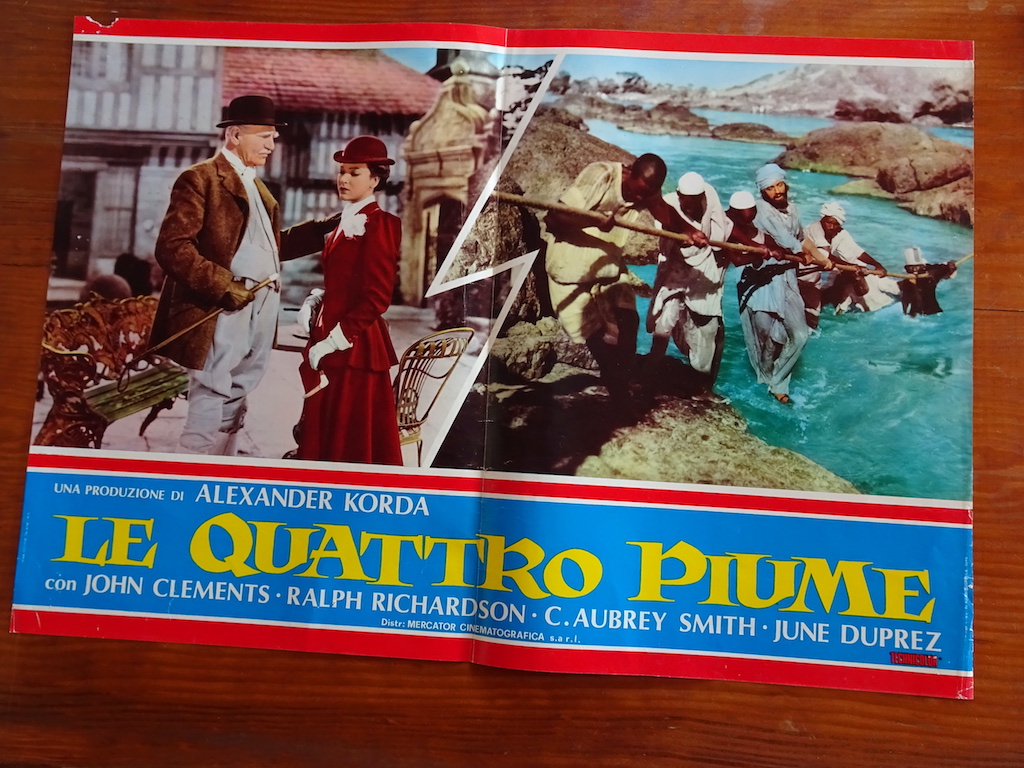 UNA PRODUZIONE DI ALEXANDER KORDA
LE QUATTRO PIUME
con JOHN CLEMENTS · RALPH RICHARDSON · C. AUBREY SMITH · JUNE DUPREZ
Distr: MERCATOR CINEMATOGRAFICA s.a r.l.
TECHNICOLOR